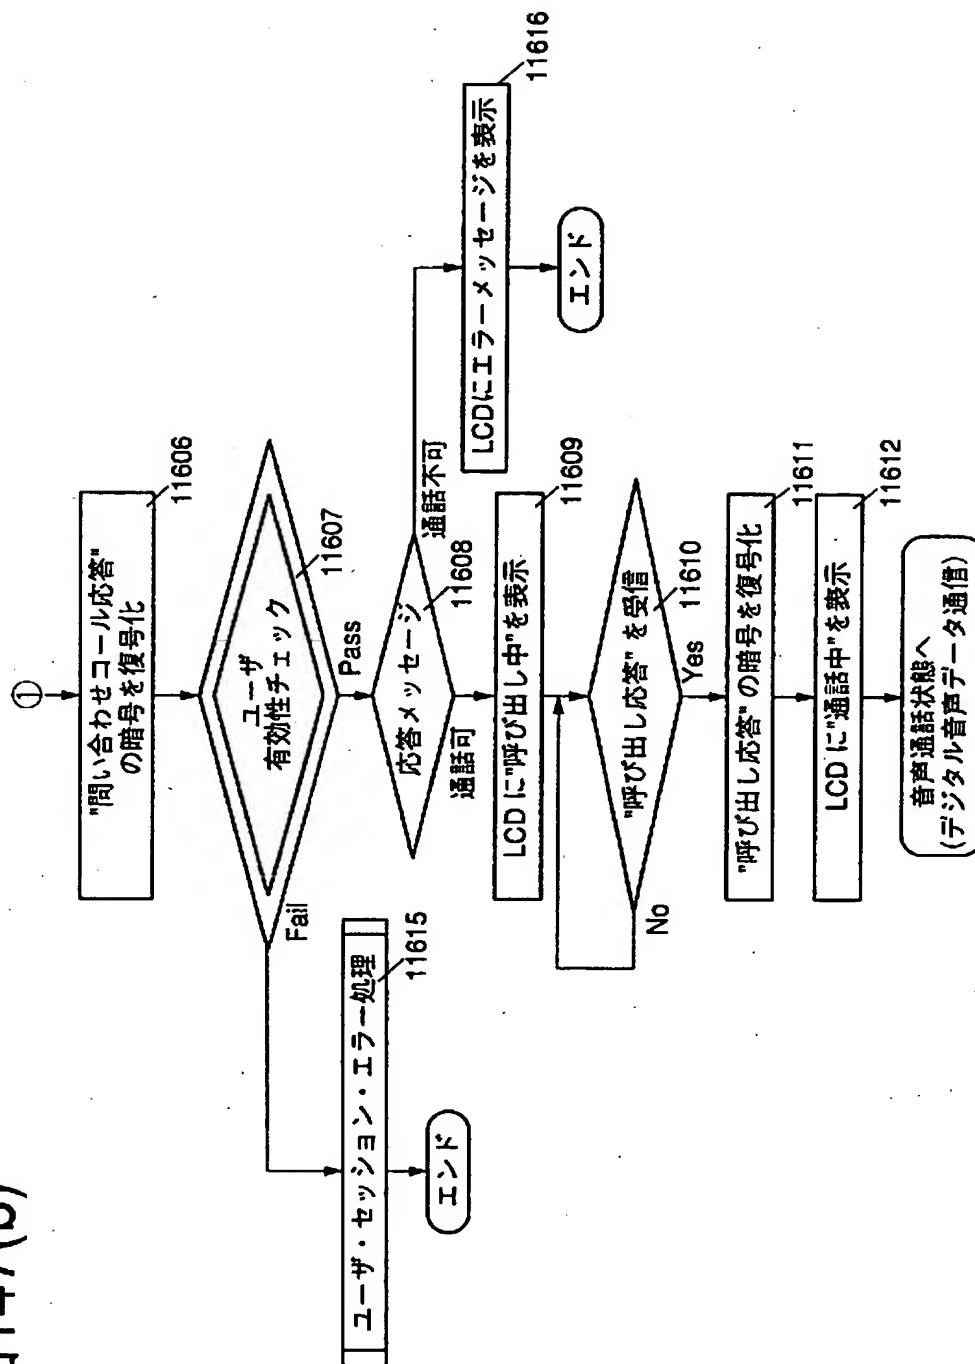 ①
"問い合わせコール応答"
の暗号を復号化
11606
ユーザ
有効性チェック
11607
Fail
Pass
ユーザ・セッション・エラー処理
11615
エンド
応答メッセージ
11608
通話不可
通話可
LCDにエラーメッセージを表示
11616
エンド
LCD に"呼び出し中"を表示
11609
"呼び出し応答" を受信
11610
No
Yes
"呼び出し応答" の暗号を復号化
11611
LCD に"通話中"を表示
11612
音声通話状態へ
(デジタル音声データ通信)